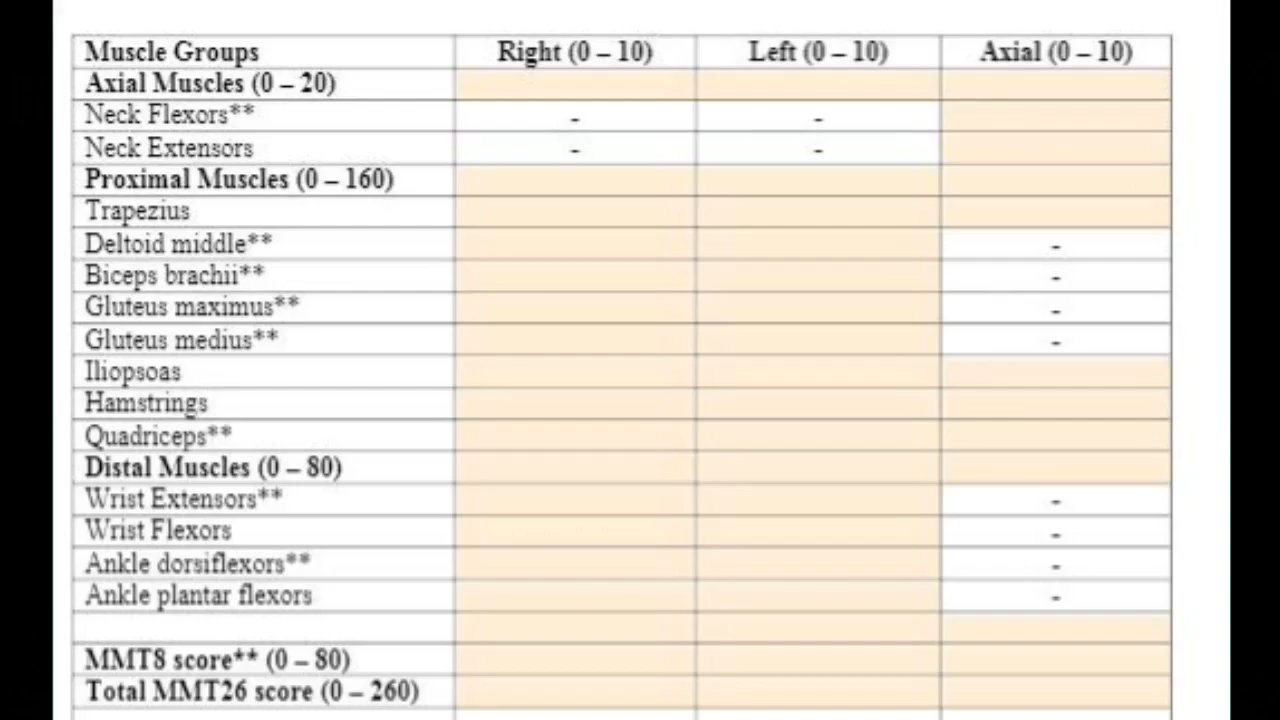 Muscle Groups Right (0 – 10) Left (0 – 10) Axial (0 – 10)
Axial Muscles (0 – 20)
Neck Flexors** - -
Neck Extensors - -
Proximal Muscles (0 – 160)
Trapezius
Deltoid middle** -
Biceps brachii** -
Gluteus maximus** -
Gluteus medius** -
Iliopsoas
Hamstrings
Quadriceps**
Distal Muscles (0 – 80)
Wrist Extensors** -
Wrist Flexors -
Ankle dorsiflexors** -
Ankle plantar flexors -
MMT8 score** (0 – 80)
Total MMT26 score (0 – 260)